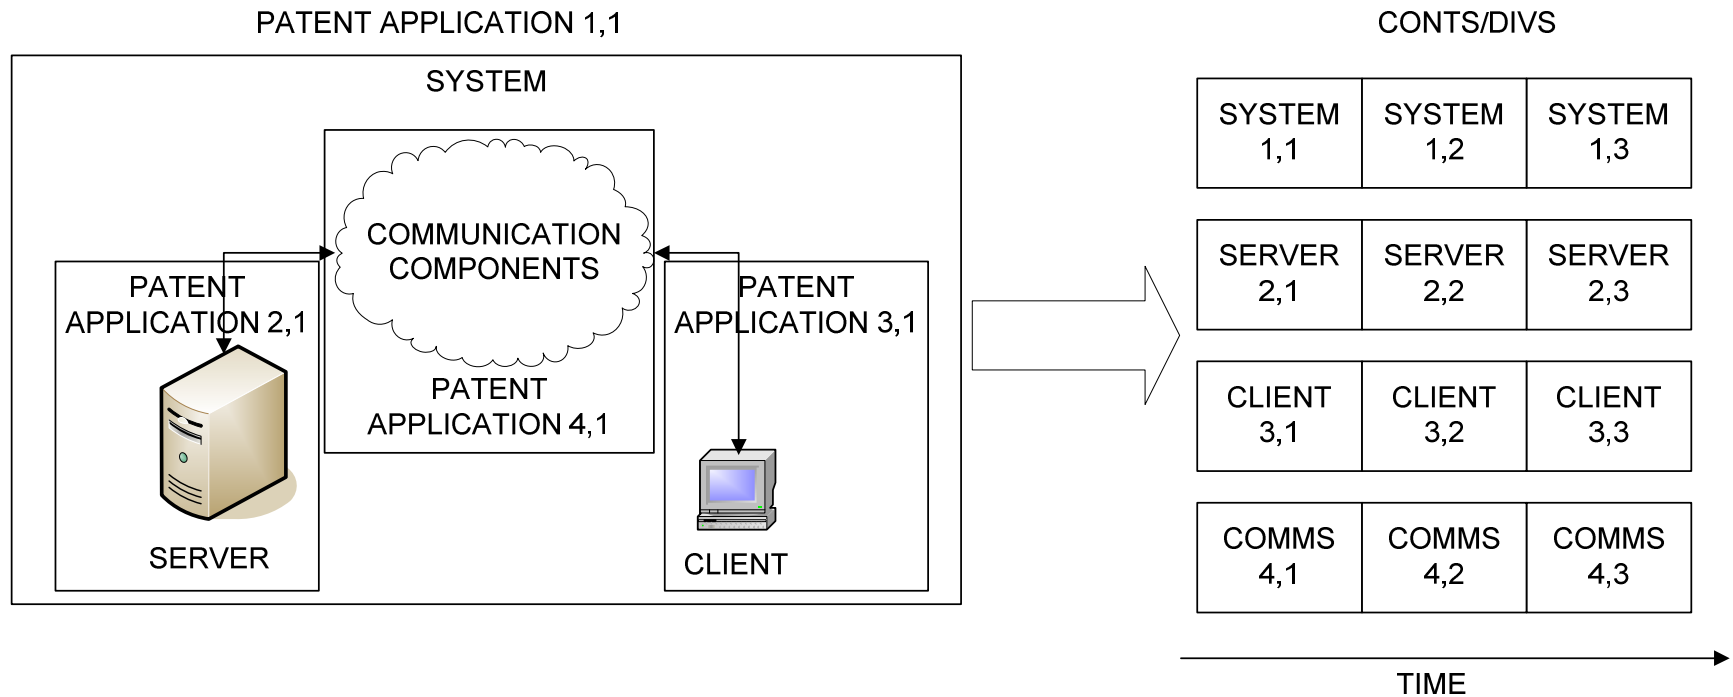 PATENT APPLICATION 1,1
SYSTEM
COMMUNICATION
COMPONENTS
PATENT
APPLICATION 2,1
PATENT
APPLICATION 3,1
PATENT
APPLICATION 4,1
SERVER
CLIENT
CONTS/DIVS
SYSTEM
1,1
SYSTEM
1,2
SYSTEM
1,3
SERVER
2,1
SERVER
2,2
SERVER
2,3
CLIENT
3,1
CLIENT
3,2
CLIENT
3,3
COMMS
4,1
COMMS
4,2
COMMS
4,3
TIME